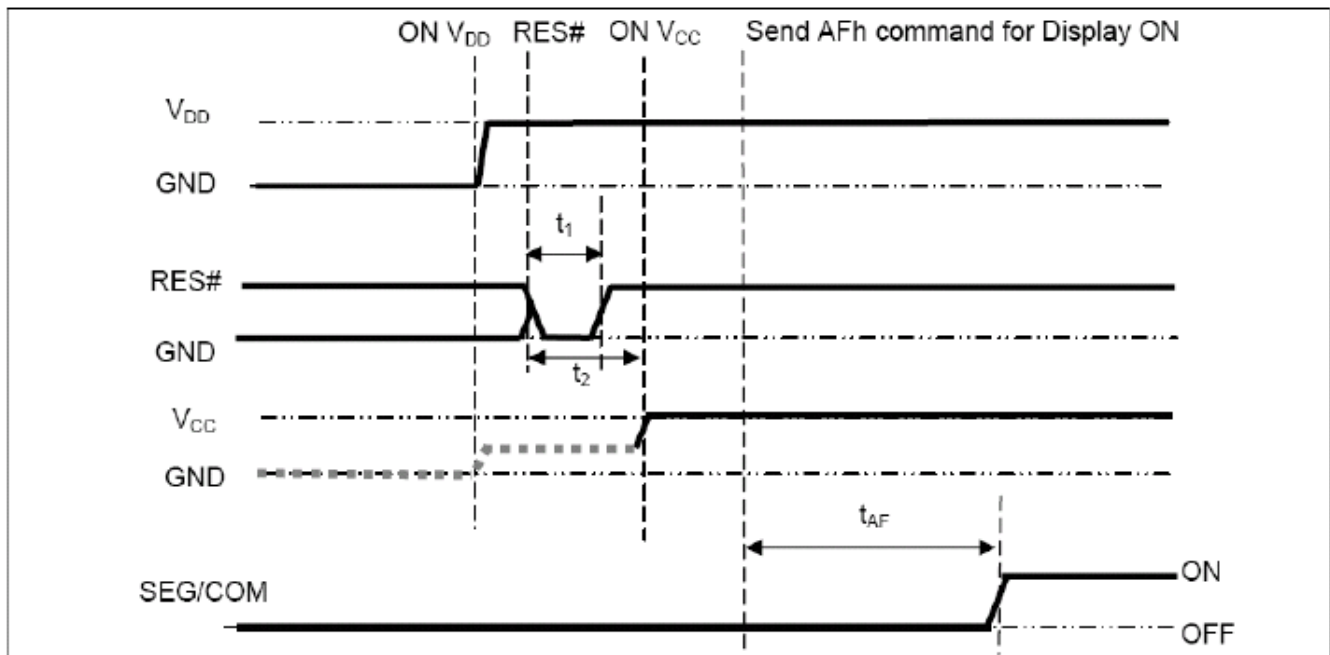 ON VDD RES# ON VCC Send AFh command for Display ON
VDD
GND
t1
RES#
GND
t2
VCC
GND
tAF
ON
SEG/COM
OFF